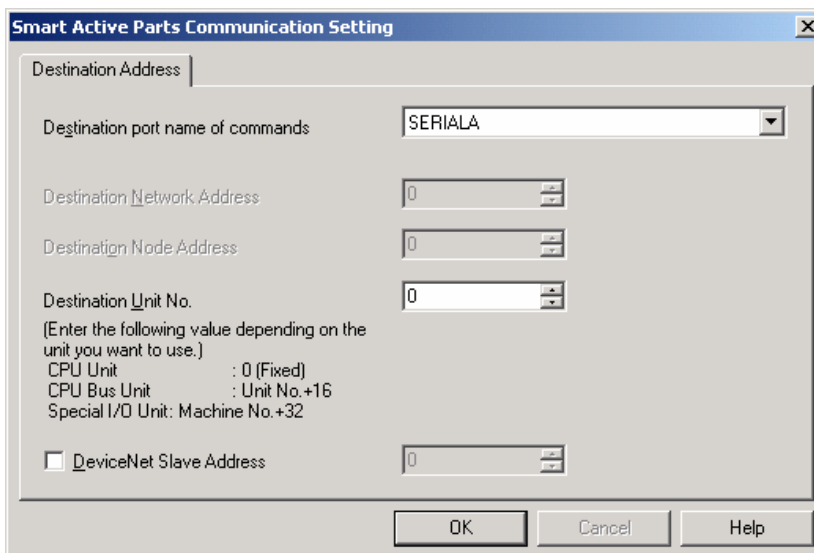 Smart Active Parts Communication Setting
Destination Address
Destination port name of commands SERIALA
Destination Network Address 0
Destination Node Address 0
Destination Unit No. 0
(Enter the following value depending on the
unit you want to use.)
CPU Unit : 0 (Fixed)
CPU Bus Unit : Unit No.+16
Special I/O Unit: Machine No.+32
DeviceNet Slave Address 0
OK Cancel Help